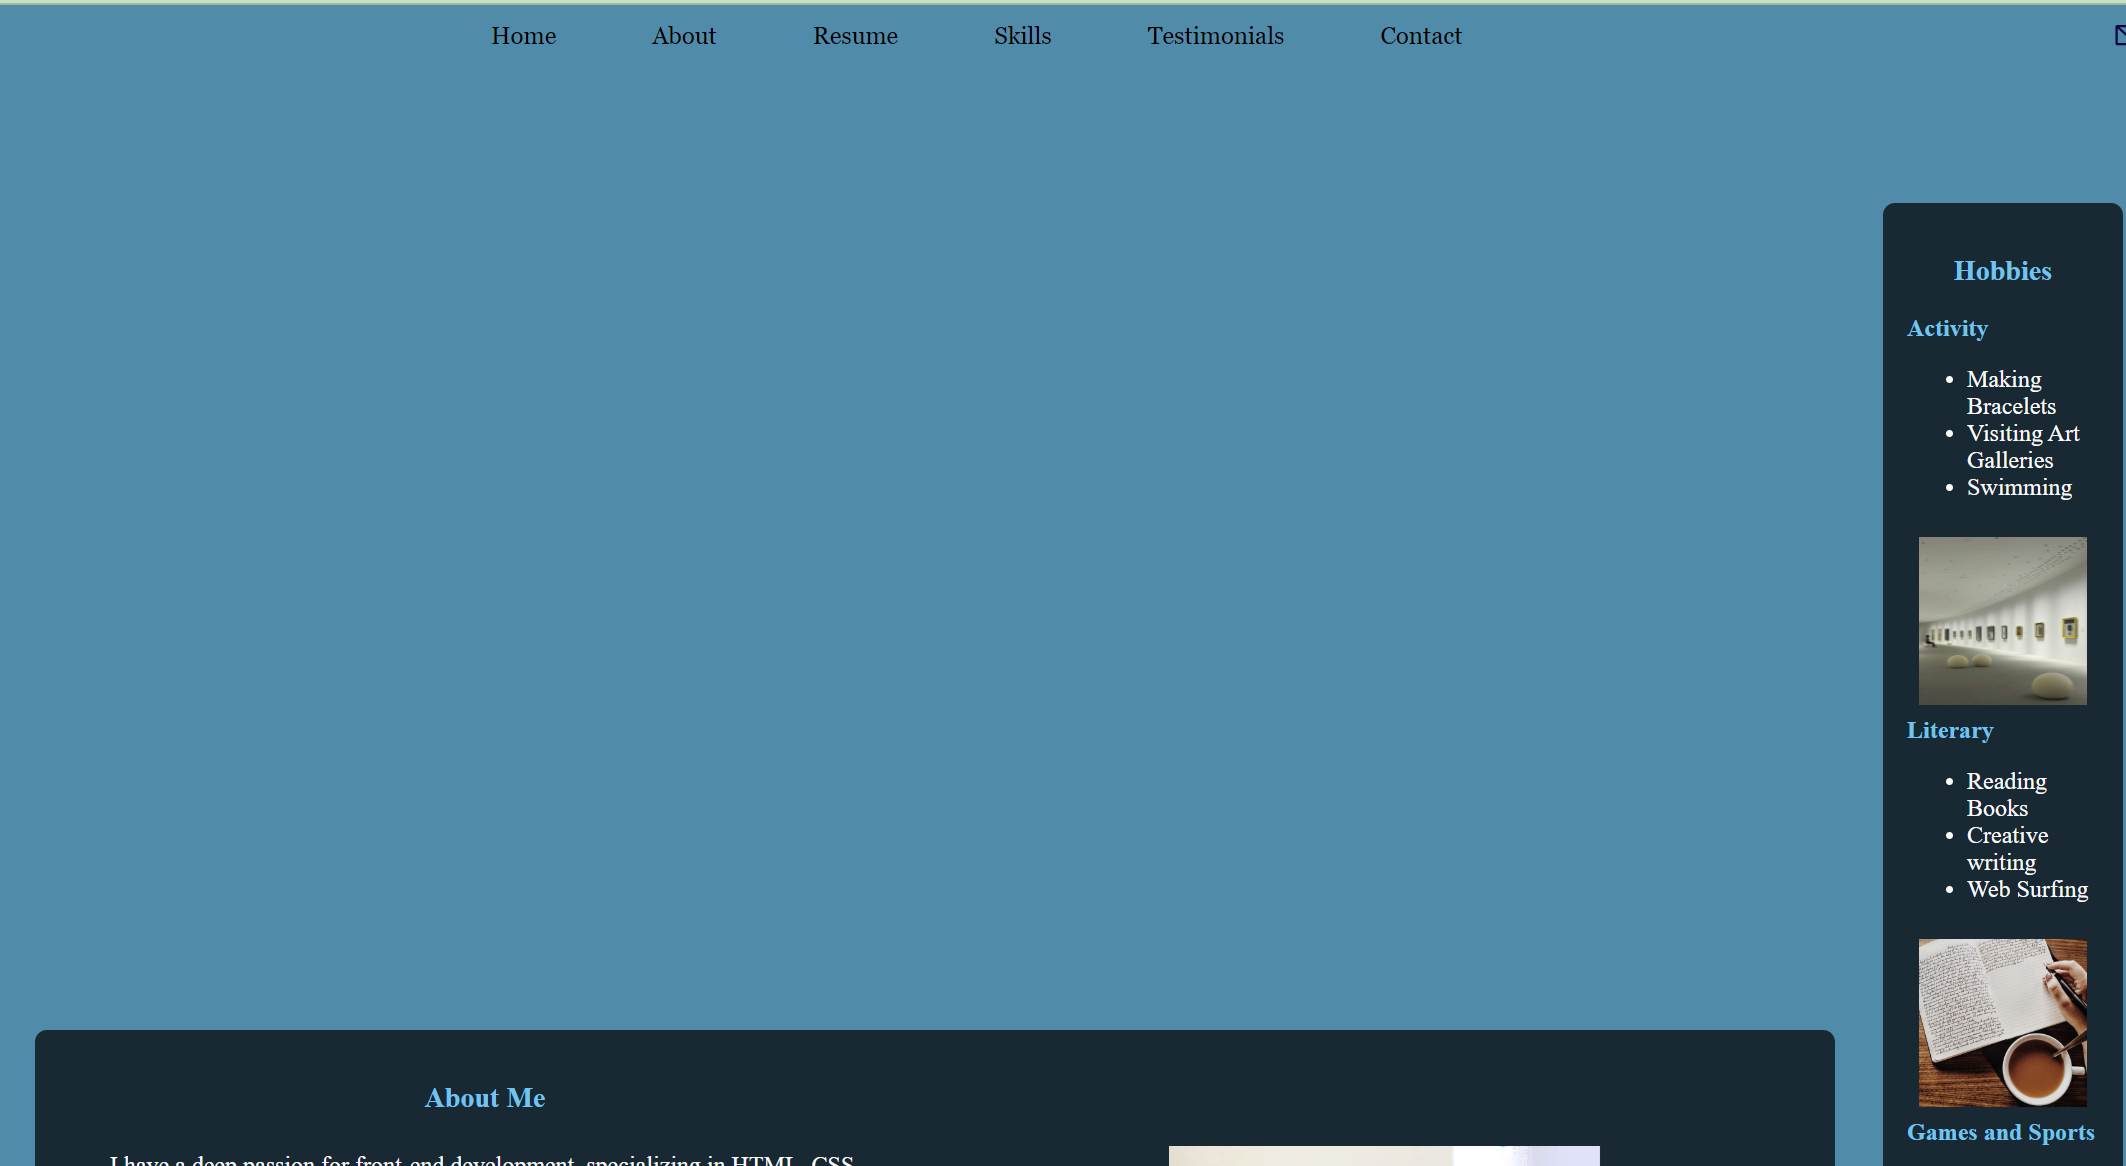 Home About Resume Skills Testimonials Contact
Hobbies
Activity
Making
Bracelets
Visiting Art
Galleries
Swimming
Literary
Reading
Books
Creative
writing
Web Surfing
Games and Sports
About Me
I have a deep passion for front-end development, specializing in HTML, CSS,